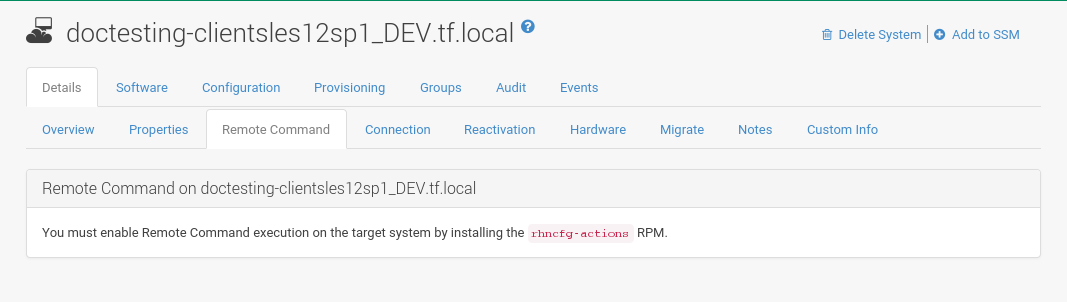 doctesting-clientsles12sp1_DEV.tf.local ?
Delete System | Add to SSM
Details Software Configuration Provisioning Groups Audit Events
Overview Properties Remote Command Connection Reactivation Hardware Migrate Notes Custom Info
Remote Command on doctesting-clientsles12sp1_DEV.tf.local
You must enable Remote Command execution on the target system by installing the rhncfg-actions RPM.